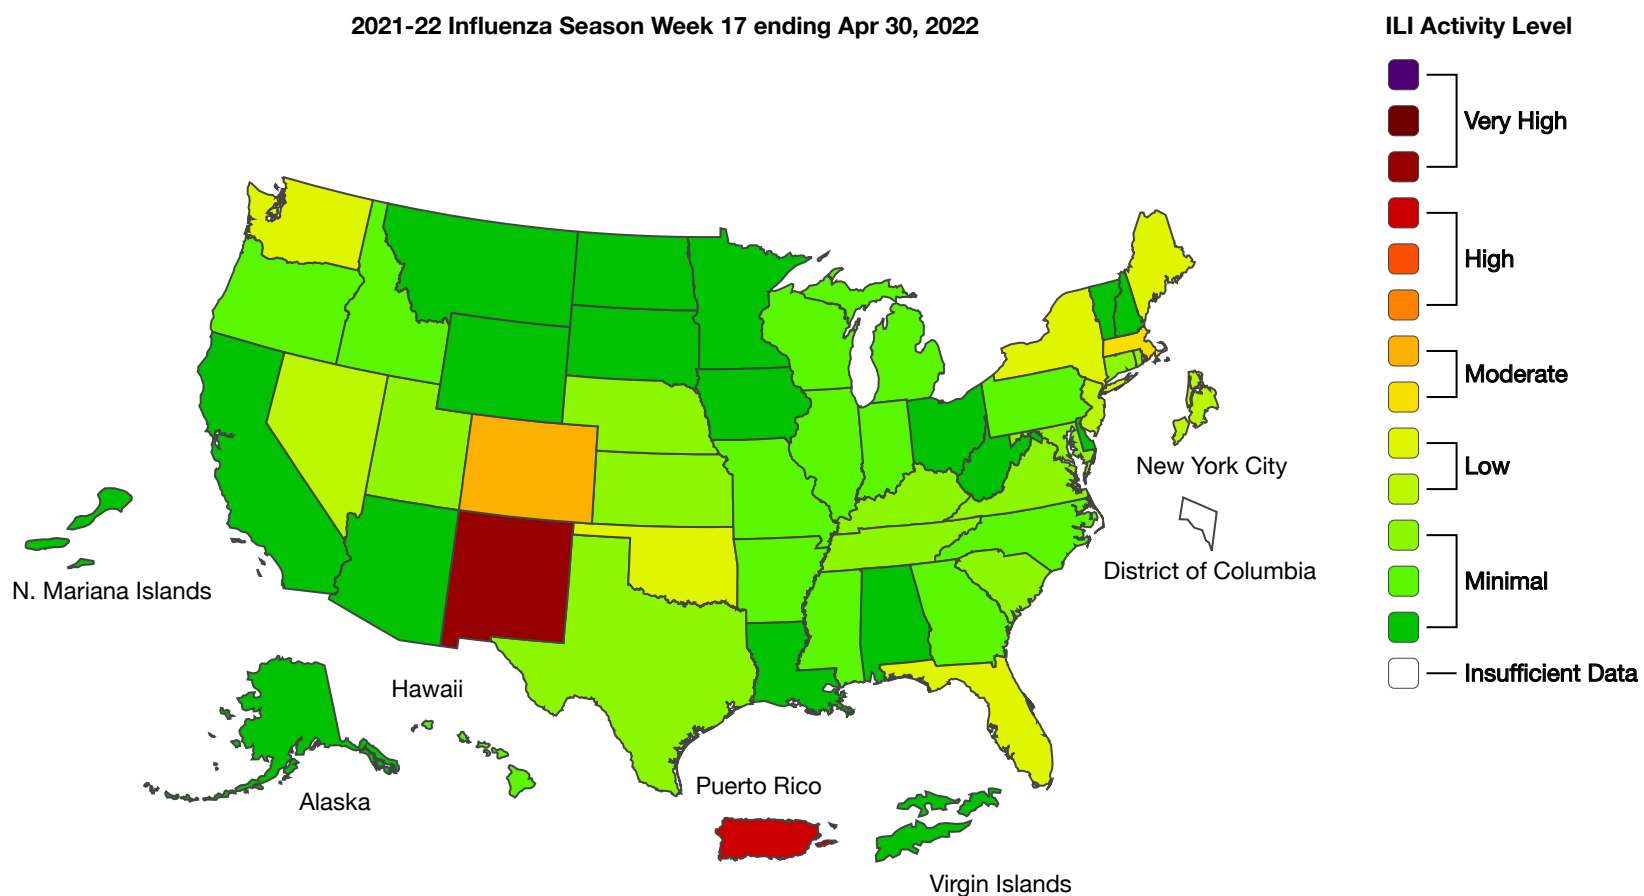 2021-22 Influenza Season Week 17 ending Apr 30, 2022
ILI Activity Level
Very High
High
Moderate
Low
Minimal
Insufficient Data
New York City
District of Columbia
N. Mariana Islands
Hawaii
Alaska
Puerto Rico
Virgin Islands